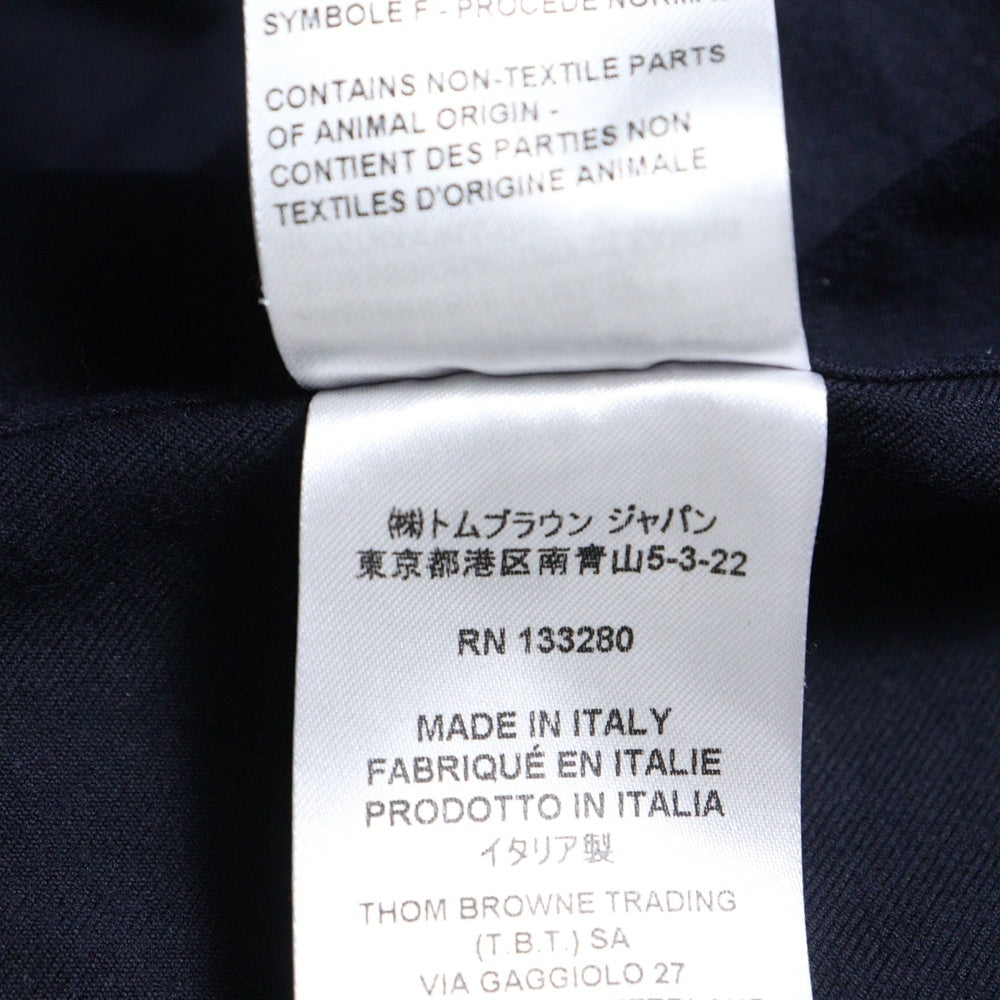 SYMBOLE F - PROCEDE
CONTAINS NON-TEXTILE PARTS
OF ANIMAL ORIGIN -
CONTIENT DES PARTIES NON
TEXTILES D'ORIGINE ANIMALE
㈱トムブラウン ジャパン
東京都港区南青山5-3-22
RN 133280
MADE IN ITALY
FABRIQUÉ EN ITALIE
PRODOTTO IN ITALIA
イタリア製
THOM BROWNE TRADING
(T.B.T.) SA
VIA GAGGIOLO 27